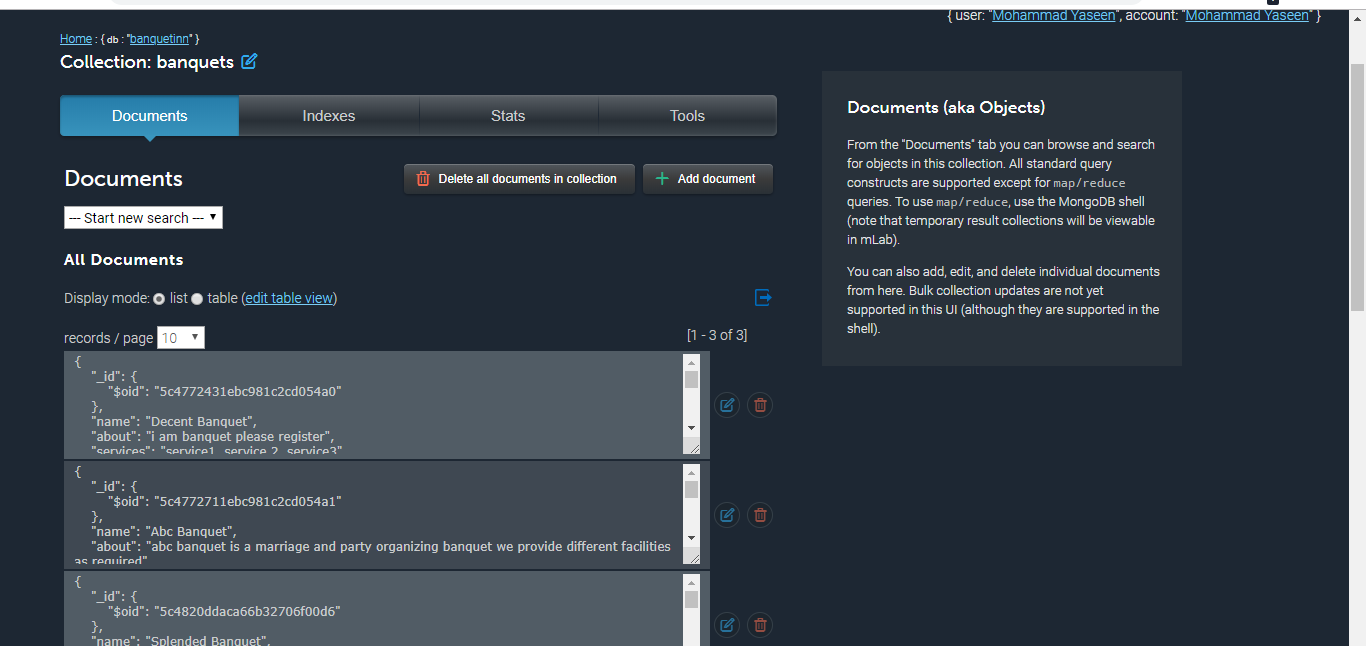 { user: "Mohammad Yaseen", account: "Mohammad Yaseen" }
Home : { db : "banquetinn" }
Collection: banquets
Documents Indexes Stats Tools
Documents
Delete all documents in collection
Add document
--- Start new search ---
All Documents
Display mode: list table (edit table view)
records / page 10
[1 - 3 of 3]
{
"_id": {
"$oid": "5c4772431ebc981c2cd054a0"
},
"name": "Decent Banquet",
"about": "i am banquet please register",
"services": "service1, service 2, service3"
{
"_id": {
"$oid": "5c4772711ebc981c2cd054a1"
},
"name": "Abc Banquet",
"about": "abc banquet is a marriage and party organizing banquet we provide different facilities
as required"
{
"_id": {
"$oid": "5c4820ddaca66b32706f00d6"
},
"name": "Splended Banquet",
Documents (aka Objects)
From the "Documents" tab you can browse and search
for objects in this collection. All standard query
constructs are supported except for map/reduce
queries. To use map/reduce, use the MongoDB shell
(note that temporary result collections will be viewable
in mLab).
You can also add, edit, and delete individual documents
from here. Bulk collection updates are not yet
supported in this UI (although they are supported in the
shell).